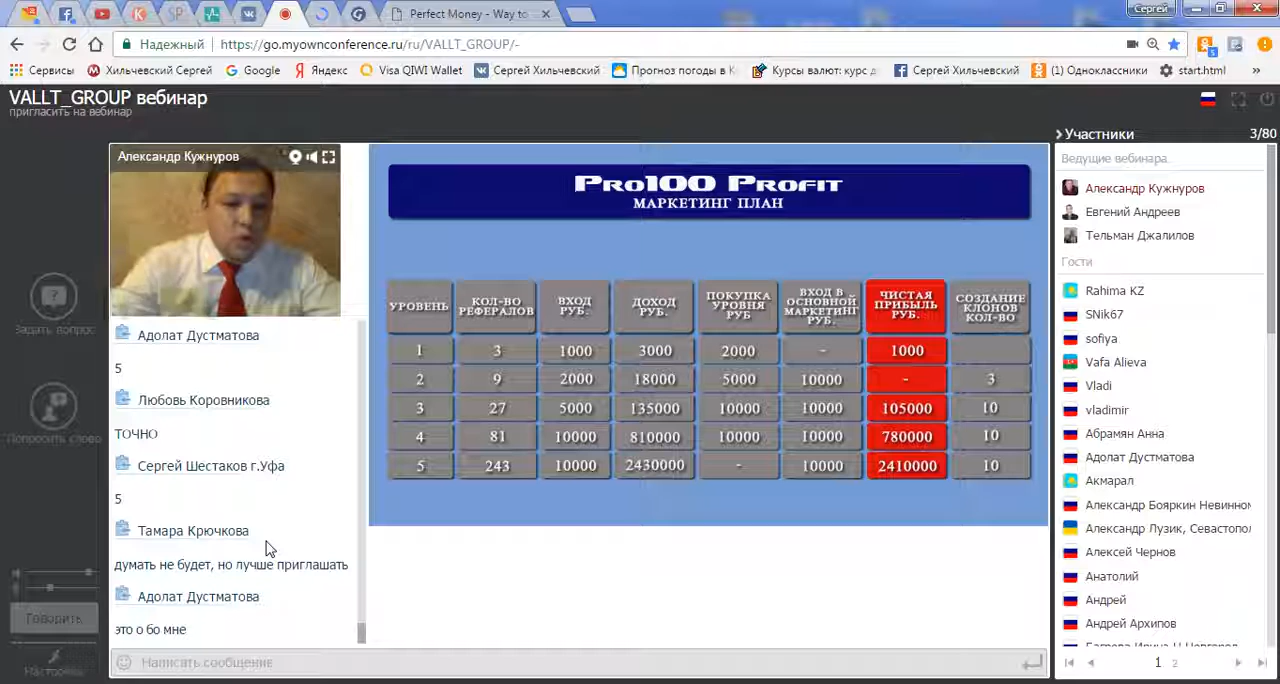 Perfect Money - Way to
Сергей
Надежный
https://go.myownconference.ru/ru/VALLT_GROUP/-
Сервисы
Хильчевский Сергей
Google
Яндекс
Visa QIWI Wallet
Сергей Хильчевский
Прогноз погоды в К
Курсы валют: курс д
Сергей Хильчевский
(1) Одноклассники
start.html
»
VALLT_GROUP вебинар
пригласить на вебинар
Александр Кужнуров
Задать вопрос
Попросить слово
Говорить
Настройки
Адолат Дустматова
5
Любовь Коровникова
ТОЧНО
Сергей Шестаков г.Уфа
5
Тамара Крючкова
думать не будет, но лучше приглашать
Адолат Дустматова
это о бо мне
Написать сообщение
PRO100 PROFIT
МАРКЕТИНГ ПЛАН
УРОВЕНЬ КОЛ-ВО РЕФЕРАЛОВ ВХОД РУБ. ДОХОД РУБ. ПОКУПКА УРОВНЯ РУБ ВХОД В ОСНОВНОЙ МАРКЕТИНГ РУБ. ЧИСТАЯ ПРИБЫЛЬ РУБ. СОЗДАНИЕ КЛОНОВ КОЛ-ВО
1 3 1000 3000 2000 - 1000
2 9 2000 18000 5000 10000 - 3
3 27 5000 135000 10000 10000 105000 10
4 81 10000 810000 10000 10000 780000 10
5 243 10000 2430000 - 10000 2410000 10
Участники 3/80
Ведущие вебинара
Александр Кужнуров
Евгений Андреев
Тельман Джалилов
Гости
Rahima KZ
SNik67
sofiya
Vafa Alieva
Vladi
vladimir
Абрамян Анна
Адолат Дустматова
Акмарал
Александр Бояркин Невинном
Александр Лузик, Севастопол
Алексей Чернов
Анатолий
Андрей
Андрей Архипов
1 2